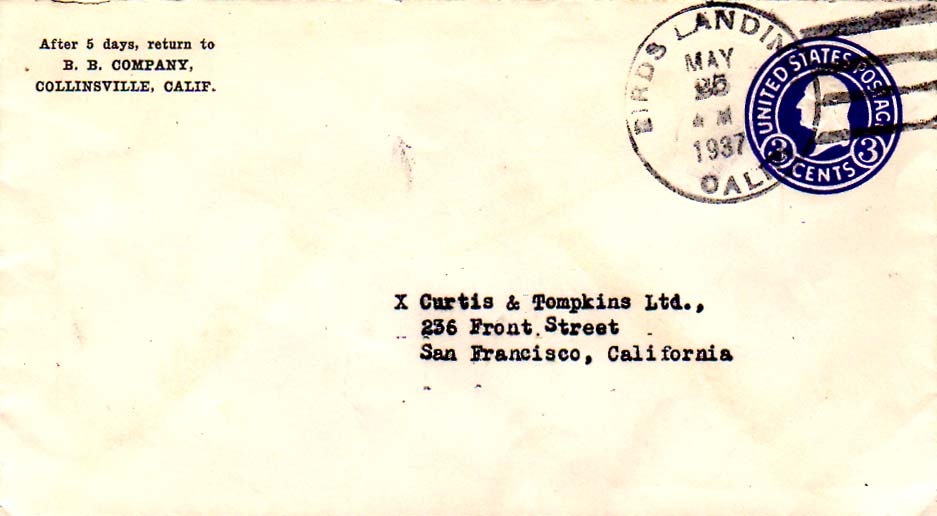 After 5 days, return to
B. B. COMPANY,
COLLINSVILLE, CALIF.
BIRDS LANDIN
MAY
1937
CALI
UNITED STATES POSTAGE
3 3
CENTS
X Curtis & Tompkins Ltd.,
236 Front Street
San Francisco, California